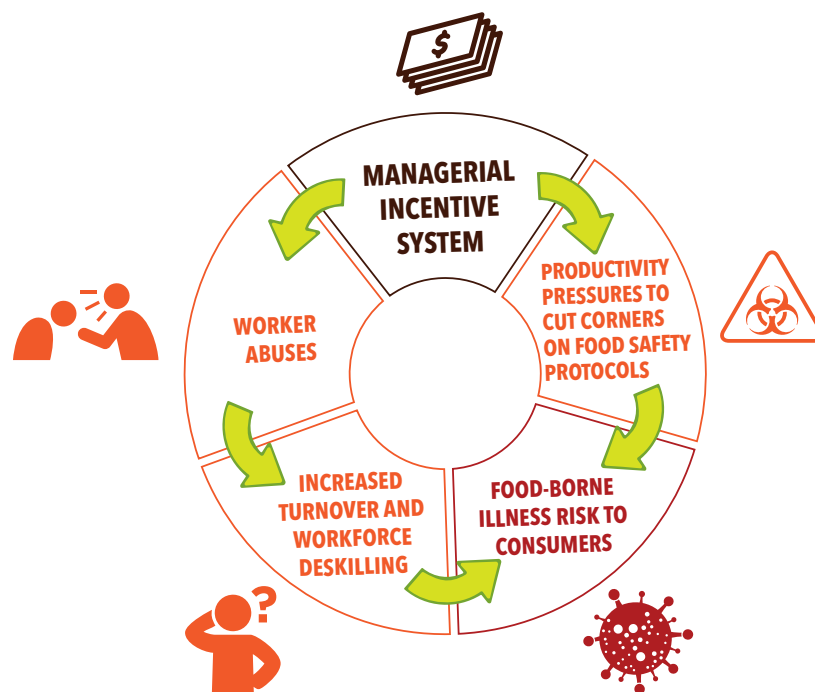 $
MANAGERIAL
INCENTIVE
SYSTEM
PRODUCTIVITY
PRESSURES TO
CUT CORNERS
ON FOOD SAFETY
PROTOCOLS
WORKER
ABUSES
INCREASED
TURNOVER AND
WORKFORCE
DESKILLING
FOOD-BORNE
ILLNESS RISK TO
CONSUMERS
?